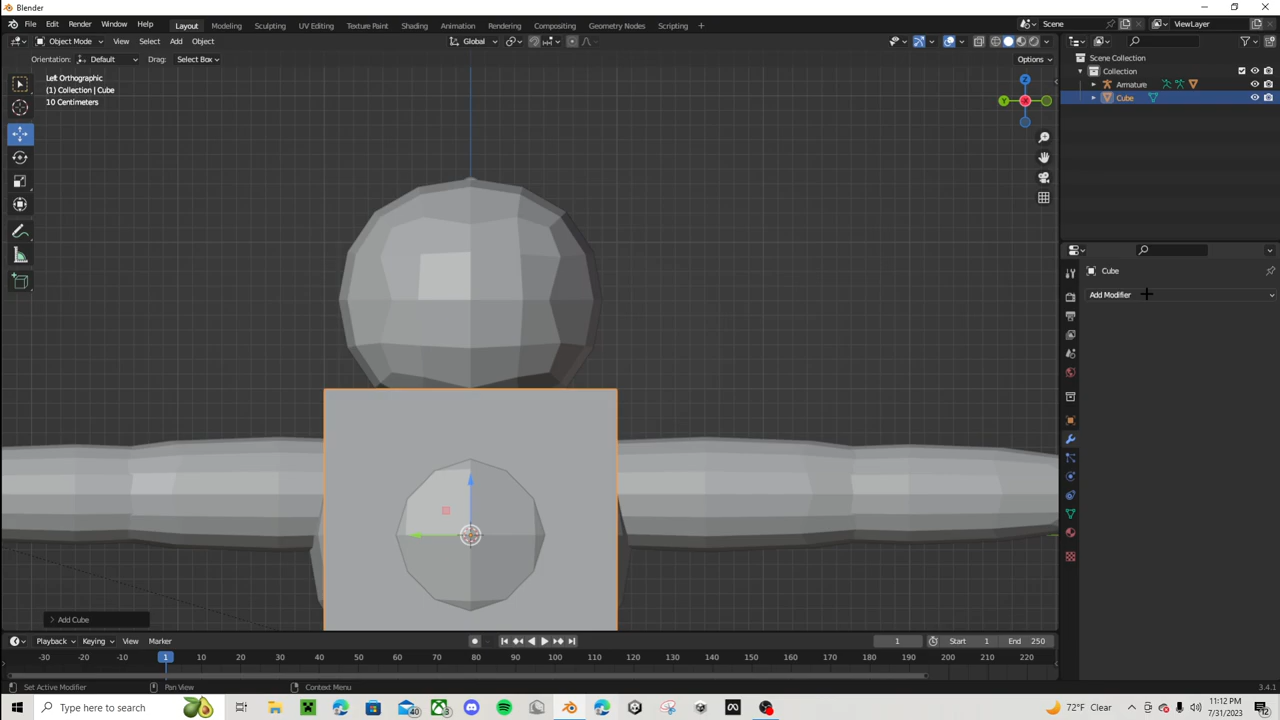 Blender
File Edit Render Window Help Layout Modeling Sculpting UV Editing Texture Paint Shading Animation Rendering Compositing Geometry Nodes Scripting + Scene ViewLayer
Object Mode View Select Add Object Global
Orientation: Default Drag: Select Box Options
Left Orthographic
(1) Collection | Cube
10 Centimeters
Z
Y
X
Scene Collection
Collection
Armature
Cube
Cube
Add Modifier
Add Cube
Playback Keying View Marker 1 Start 1 End 250
-30 -20 -10 1 10 20 30 40 50 60 70 80 90 100 110 120 130 140 150 160 170 180 190 200 210 220
Set Active Modifier Pan View Context Menu 3.4.1
Type here to search 40 3 72°F Clear 11:12 PM
7/31/2023 12